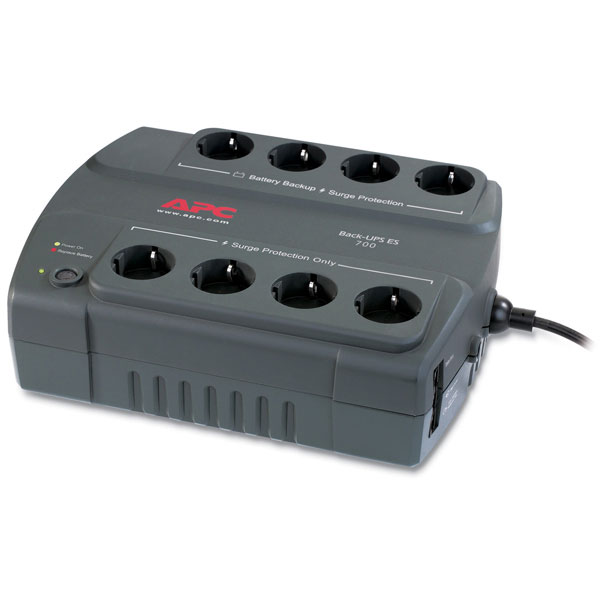 Battery Backup Surge Protection
APC
www.apc.com
Back-UPS ES
700
Surge Protection Only
Power On
Replace Battery